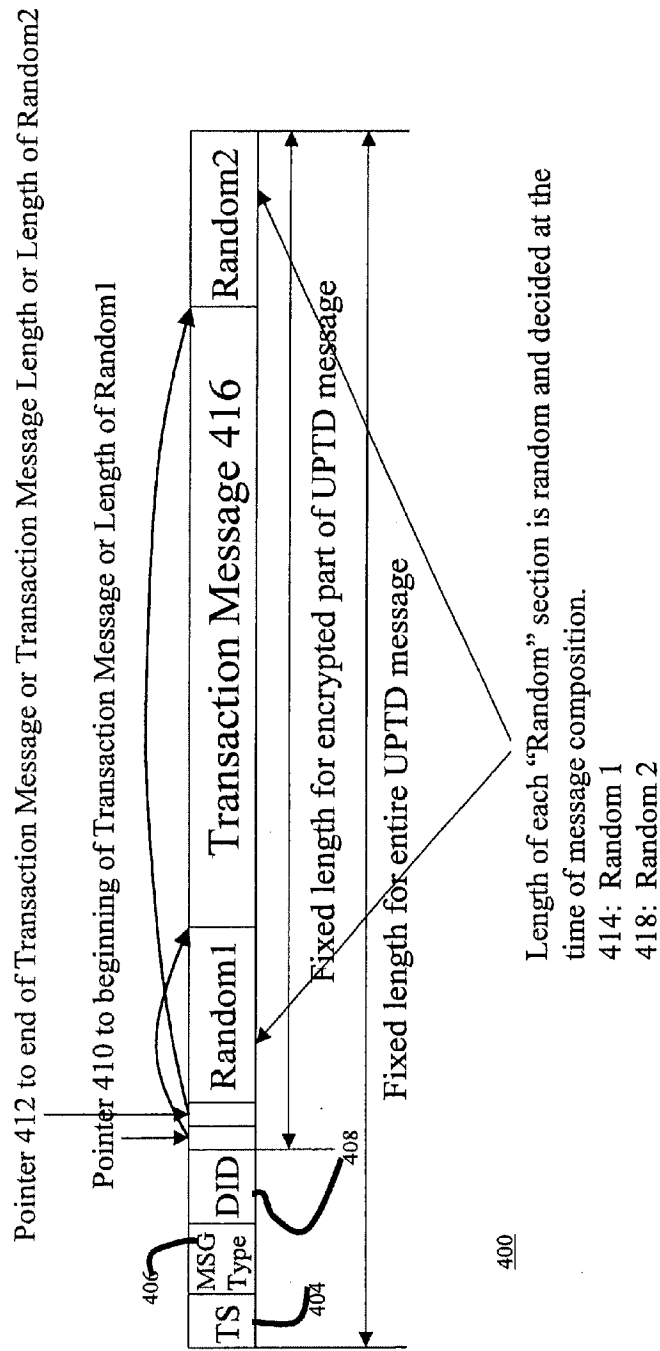 Pointer 412 to end of Transaction Message or Transaction Message Length or Length of Random2
Pointer 410 to beginning of Transaction Message or Length of Random1
406
TS
MSG
Type
DID
Random1
Transaction Message 416
Random2
404
408
Fixed length for encrypted part of UPTD message
Fixed length for entire UPTD message
400
Length of each “Random” section is random and decided at the
time of message composition.
414: Random 1
418: Random 2